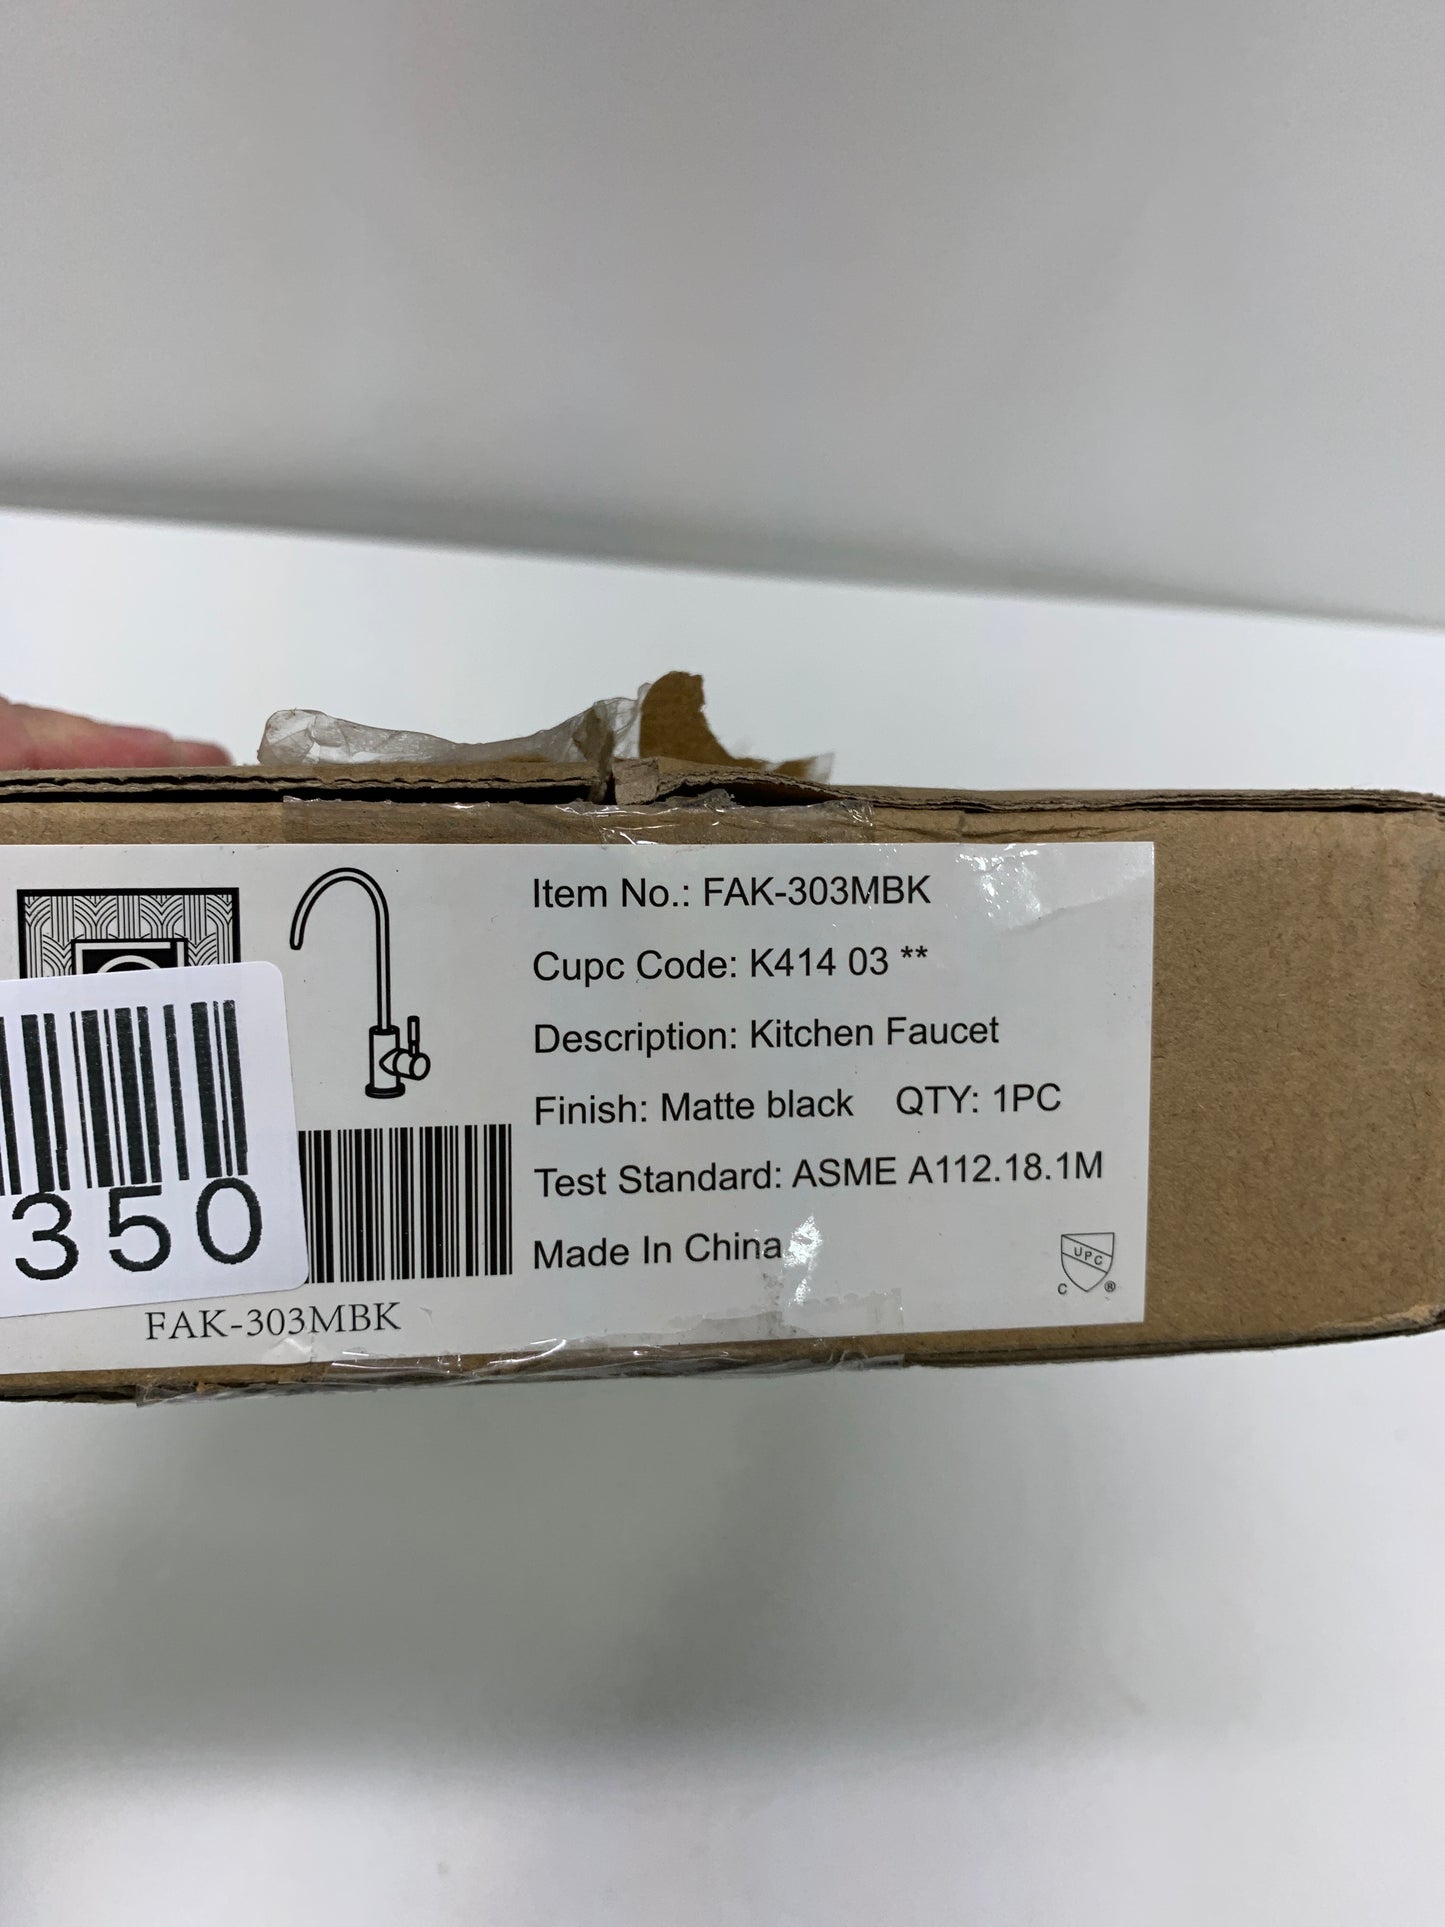 Item No.: FAK-303MBK
Cupc Code: K414 03 **
Description: Kitchen Faucet
Finish: Matte black QTY: 1PC
Test Standard: ASME A112.18.1M
Made In China
UPC
C ®
350
FAK-303MBK